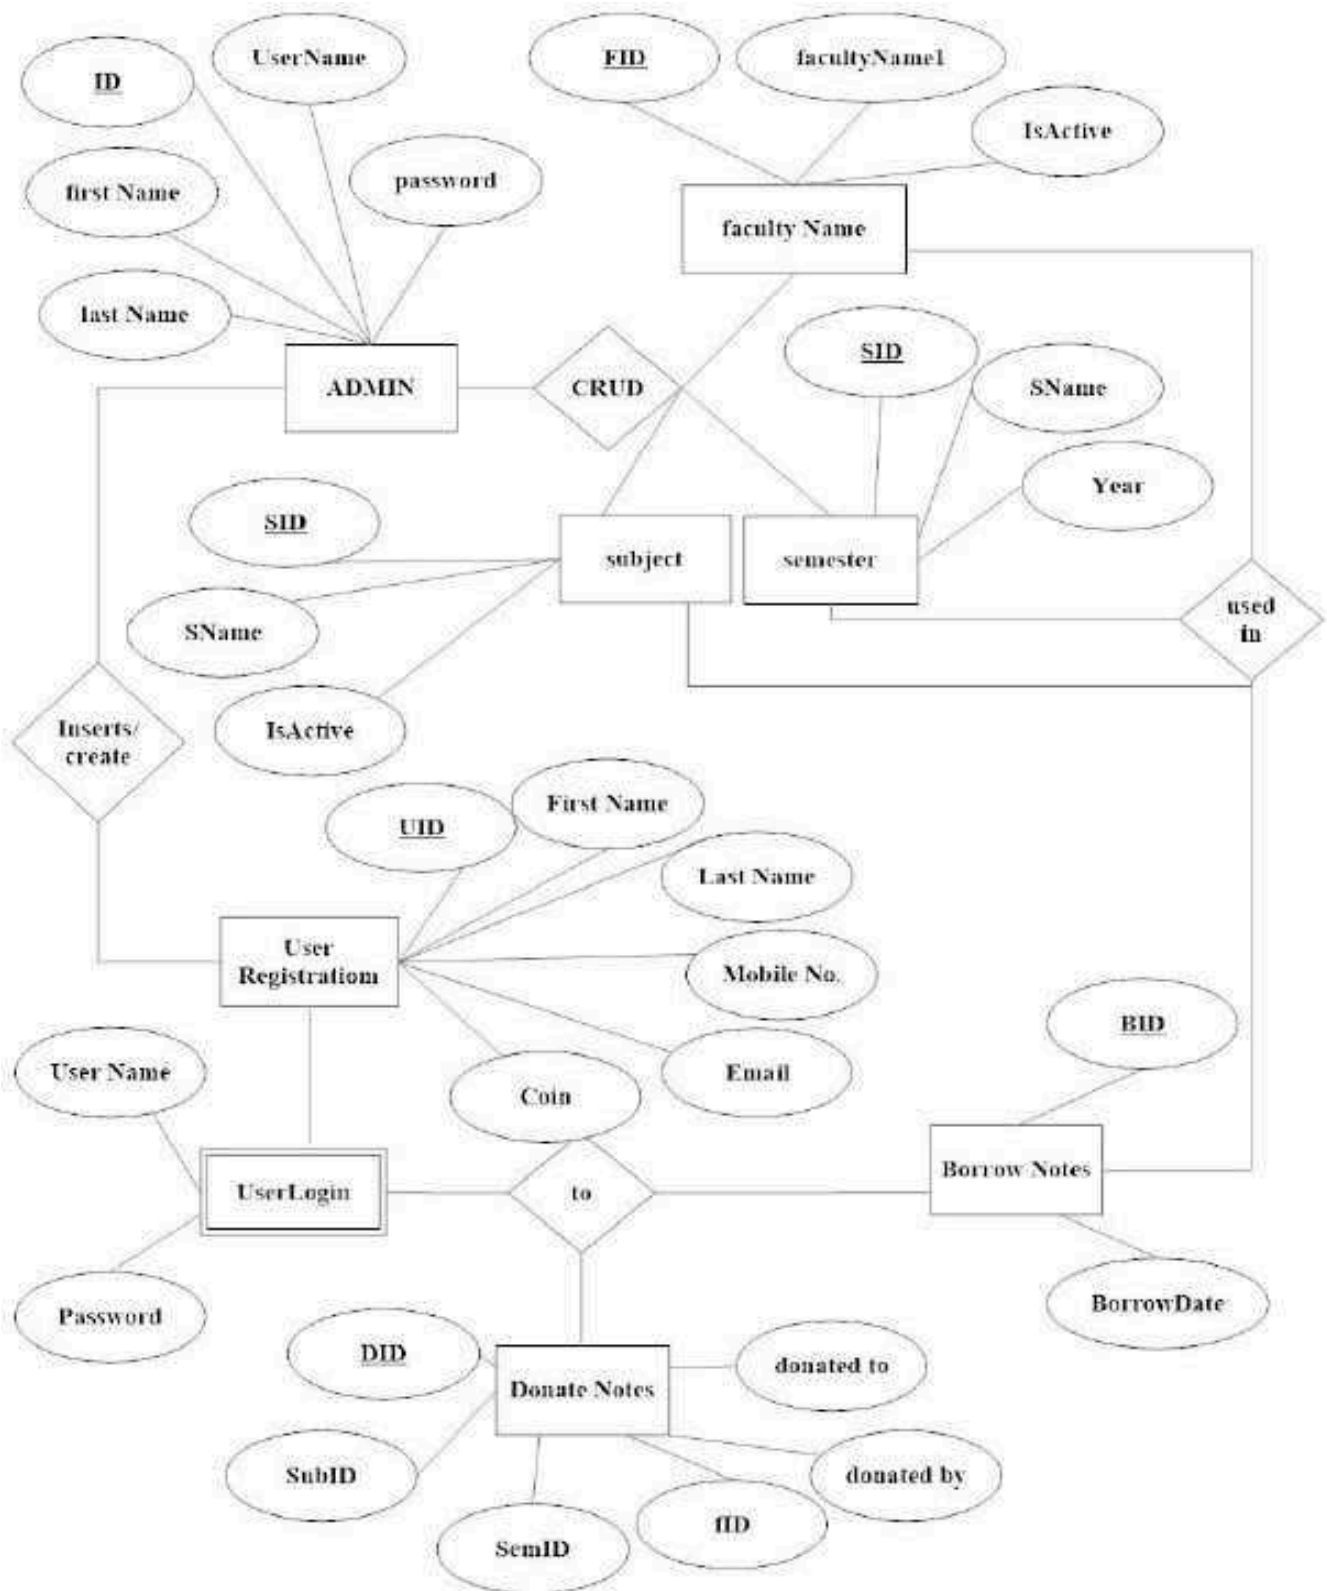 UserName
FID
facultyName1
ID
IsActive
first Name
password
faculty Name
last Name
SID
ADMIN
CRUD
SName
Year
SID
subject
semester
used
in
SName
IsActive
Inserts/
create
First Name
UID
Last Name
User
Registratiom
Mobile No.
BID
User Name
Email
Coin
Borrow Notes
UserLogin
to
BorrowDate
Password
DID
donated to
Donate Notes
SubID
donated by
fID
SemID